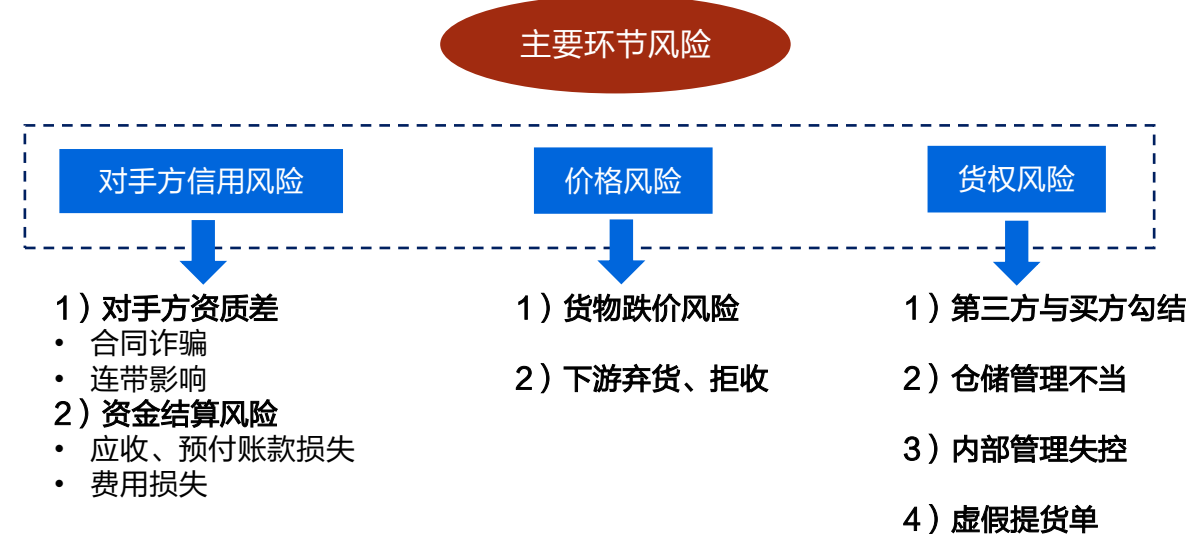 主要环节风险
对手方信用风险
1）对手方资质差
• 合同诈骗
• 连带影响
2）资金结算风险
• 应收、预付账款损失
• 费用损失
价格风险
1）货物跌价风险
2）下游弃货、拒收
货权风险
1）第三方与买方勾结
2）仓储管理不当
3）内部管理失控
4）虚假提货单